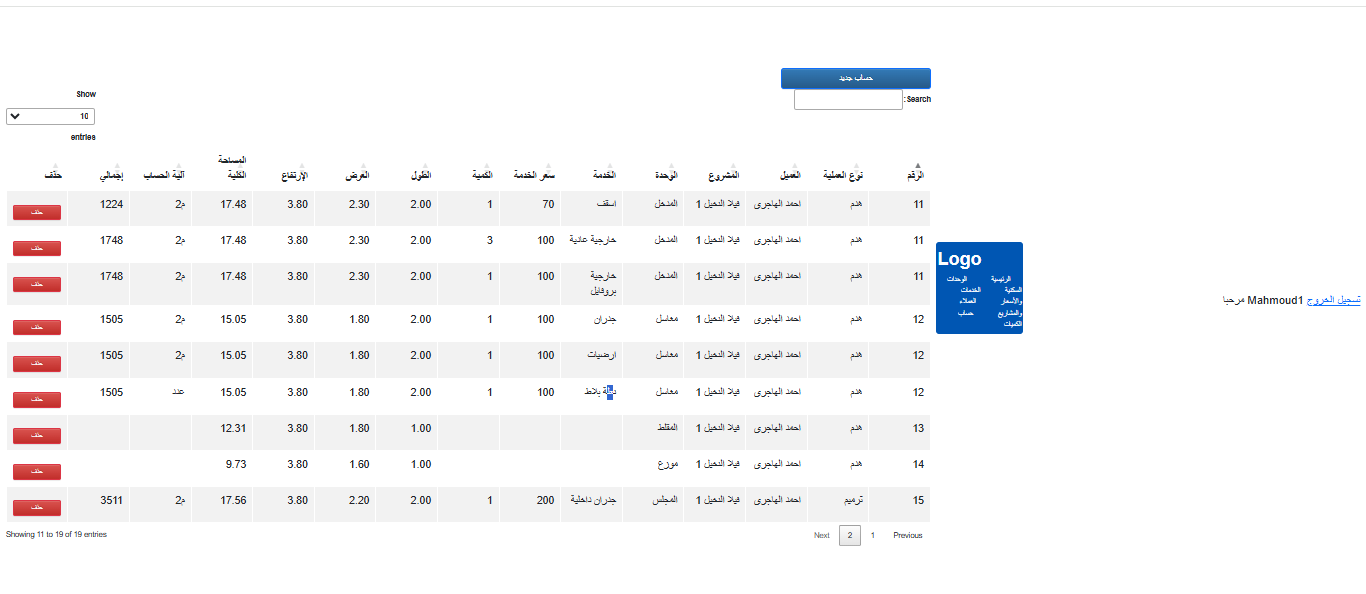 حساب جديد
Search:
Show
10
entries
الرقم نوع العملية العميل المشروع الوحدة الخدمة سعر الخدمة الكمية الطول العرض الإرتفاع المساحة الكلية آلية الحساب إجمالي حذف
11 هدم احمد الهاجرى فيلا النخيل 1 المدخل اسقف 70 1 2.00 2.30 3.80 17.48 م2 1224 حذف
11 هدم احمد الهاجرى فيلا النخيل 1 المدخل خارجية عادية 100 3 2.00 2.30 3.80 17.48 م2 1748 حذف
11 هدم احمد الهاجرى فيلا النخيل 1 المدخل خارجية بروفايل 100 1 2.00 2.30 3.80 17.48 م2 1748 حذف
12 هدم احمد الهاجرى فيلا النخيل 1 مغاسل جدران 100 1 2.00 1.80 3.80 15.05 م2 1505 حذف
12 هدم احمد الهاجرى فيلا النخيل 1 مغاسل ارضيات 100 1 2.00 1.80 3.80 15.05 م2 1505 حذف
12 هدم احمد الهاجرى فيلا النخيل 1 مغاسل بلاط 100 1 2.00 1.80 3.80 15.05 عدد 1505 حذف
13 هدم احمد الهاجرى فيلا النخيل 1 المقلط 1.00 1.80 3.80 12.31 حذف
14 هدم احمد الهاجرى فيلا النخيل 1 موزع 1.00 1.60 3.80 9.73 حذف
15 ترميم احمد الهاجرى فيلا النخيل 1 المجلس جدران داخلية 200 1 2.00 2.20 3.80 17.56 م2 3511 حذف
Showing 11 to 19 of 19 entries
Previous 1 2 Next
Logo
الرئيسية الوحدات
السكنية الخدمات
والأسعار العملاء
والمشاريع حساب
الكميات
مرحبا Mahmoud1 تسجيل الخروج